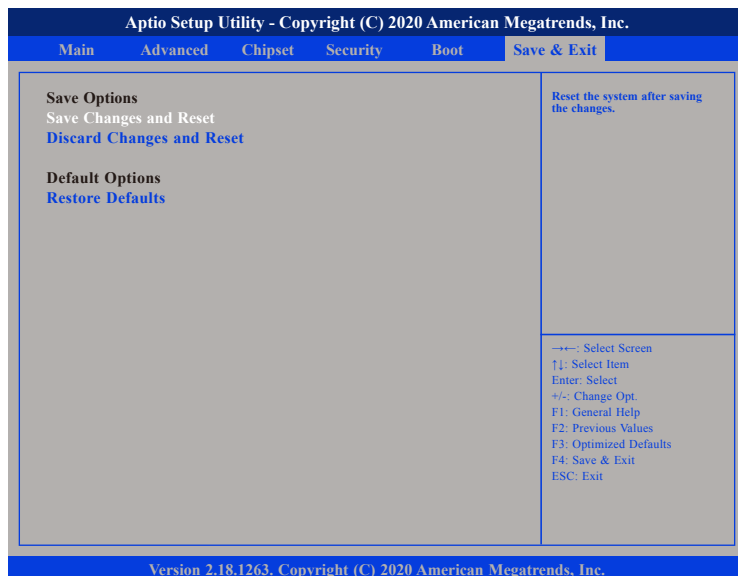 Aptio Setup Utility - Copyright (C) 2020 American Megatrends, Inc.
Main Advanced Chipset Security Boot Save & Exit
Save Options
Save Changes and Reset
Discard Changes and Reset
Default Options
Restore Defaults
Reset the system after saving
the changes.
→←: Select Screen
↑↓: Select Item
Enter: Select
+/-: Change Opt.
F1: General Help
F2: Previous Values
F3: Optimized Defaults
F4: Save & Exit
ESC: Exit
Version 2.18.1263. Copyright (C) 2020 American Megatrends, Inc.